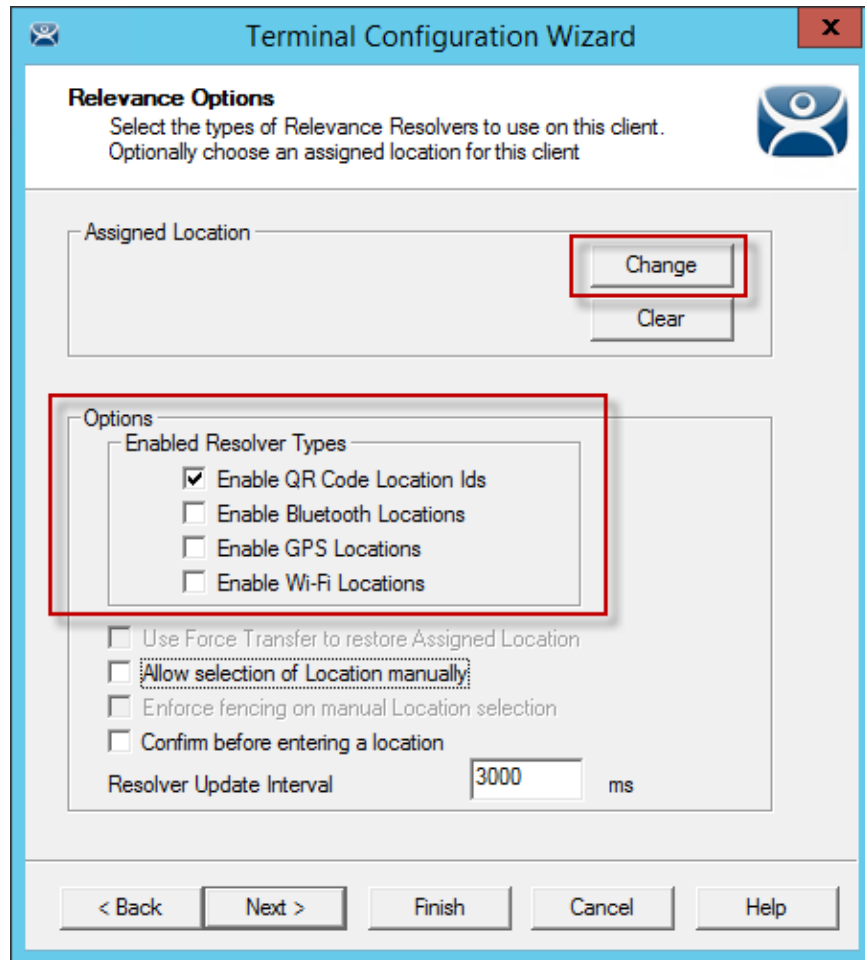 Terminal Configuration Wizard
x
Relevance Options
Select the types of Relevance Resolvers to use on this client.
Optionally choose an assigned location for this client
Assigned Location
Change
Clear
Options
Enabled Resolver Types
Enable QR Code Location Ids
Enable Bluetooth Locations
Enable GPS Locations
Enable Wi-Fi Locations
Use Force Transfer to restore Assigned Location
Allow selection of Location manually
Enforce fencing on manual Location selection
Confirm before entering a location
Resolver Update Interval 3000 ms
< Back Next > Finish Cancel Help